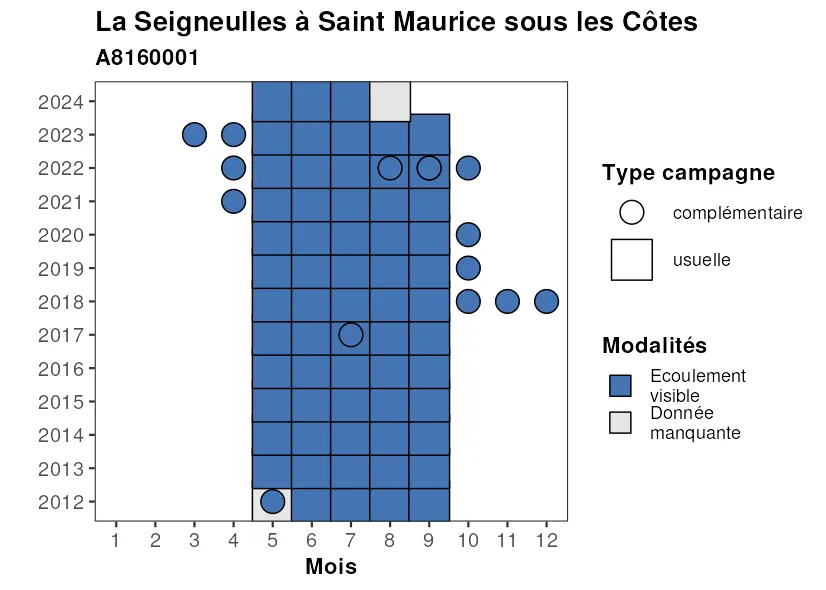 La Seigneulles à Saint Maurice sous les Côtes
A8160001
2024
2023
2022
2021
2020
2019
2018
2017
2016
2015
2014
2013
2012
1 2 3 4 5 6 7 8 9 10 11 12
Mois
Type campagne
complémentaire
usuelle
Modalités
Ecoulement
visible
Donnée
manquante